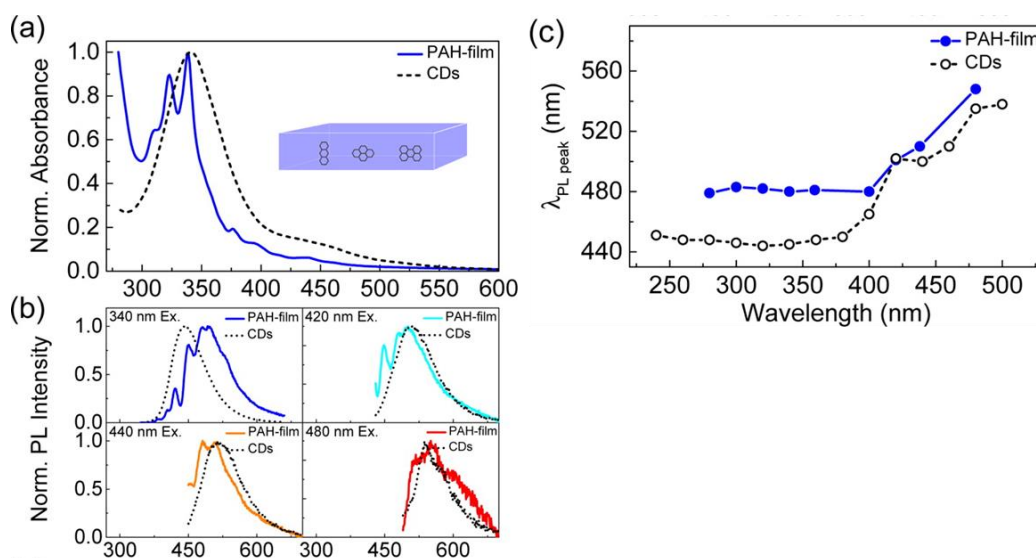 (a)
Norm. Absorbance
1.0
0.8
0.6
0.4
0.2
0.0
PAH-film
CDs
300 350 400 450 500 550 600
(b)
Norm. PL Intensity
1.0
0.5
0.0
340 nm Ex.
PAH-film
CDs
420 nm Ex.
PAH-film
CDs
1.0
0.5
0.0
440 nm Ex.
PAH-film
CDs
480 nm Ex.
PAH-film
CDs
300 450 600 300 450 600
(c)
λPL peak (nm)
560
520
480
440
PAH-film
CDs
250 300 350 400 450 500
Wavelength (nm)